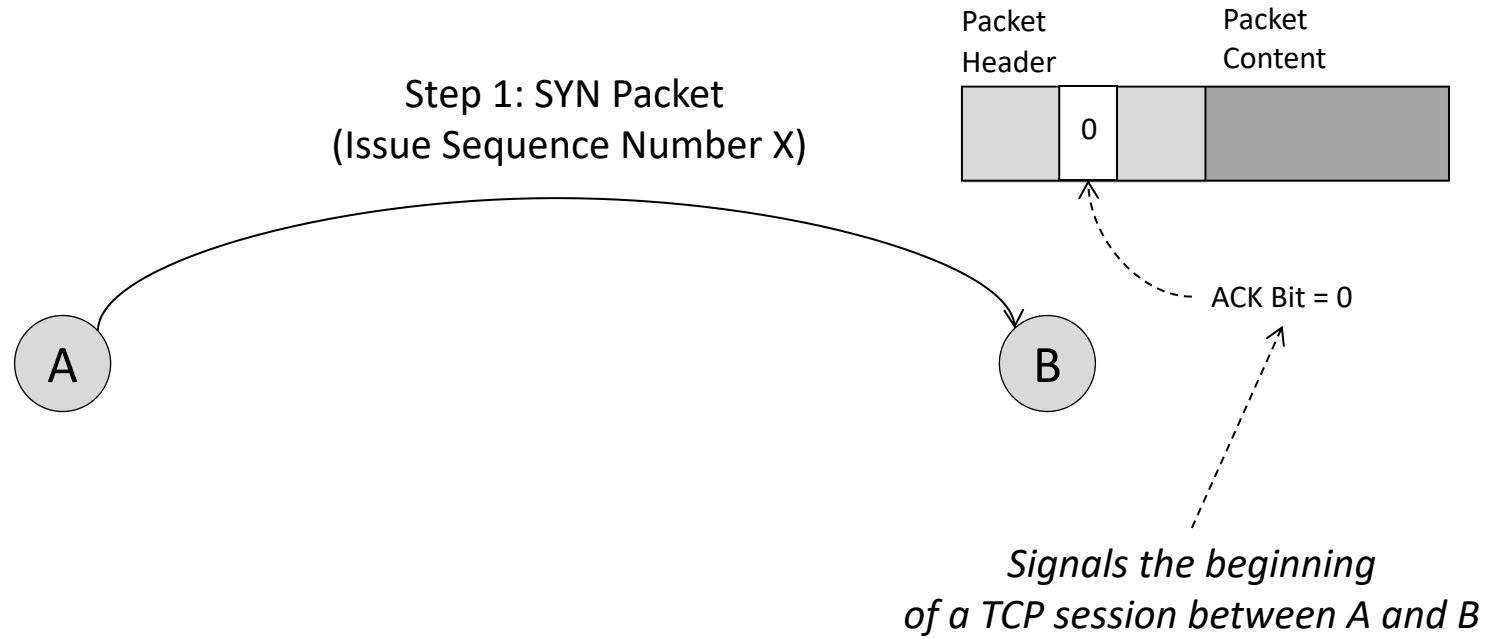 Step 1: SYN Packet
(Issue Sequence Number X)
Packet
Header
Packet
Content
0
ACK Bit = 0
A
B
Signals the beginning
of a TCP session between A and B